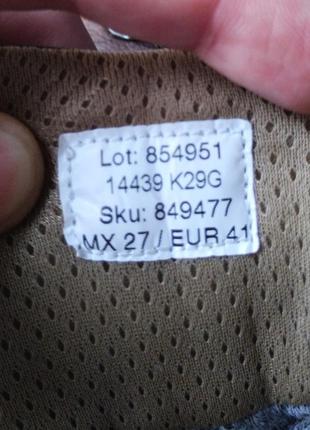 Lot: 854951
14439 K29G
Sku: 849477
MX 27 / EUR 41